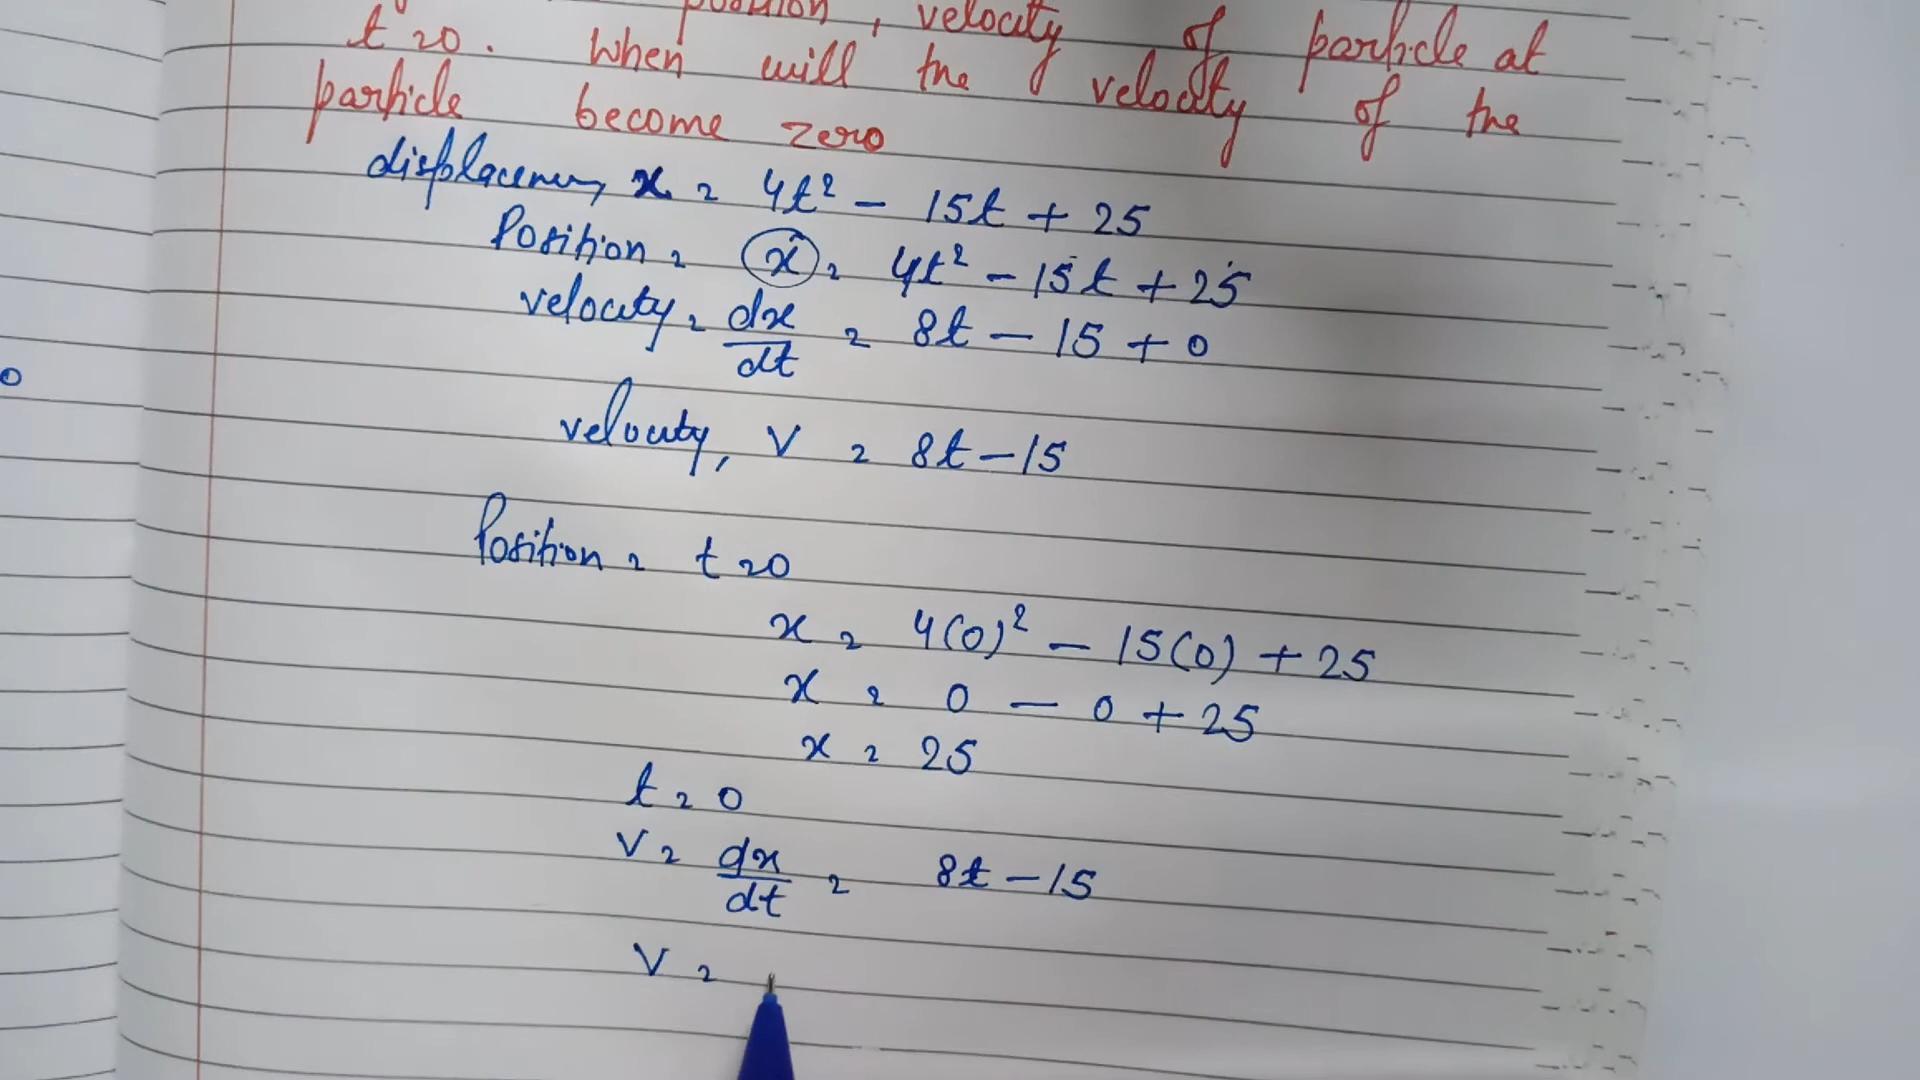 position, velocity of particle at
t = 0. When will the velocity of the
particle become zero
x = 4t² - 15t + 25
Position = x = 4t² - 15t + 25
velocity = dx/dt = 8t - 15 + 0
velocity, v = 8t - 15
Position = t = 0
x = 4(0)² - 15(0) + 25
x = 0 - 0 + 25
x = 25
t = 0
v = dx/dt = 8t - 15
v =
0